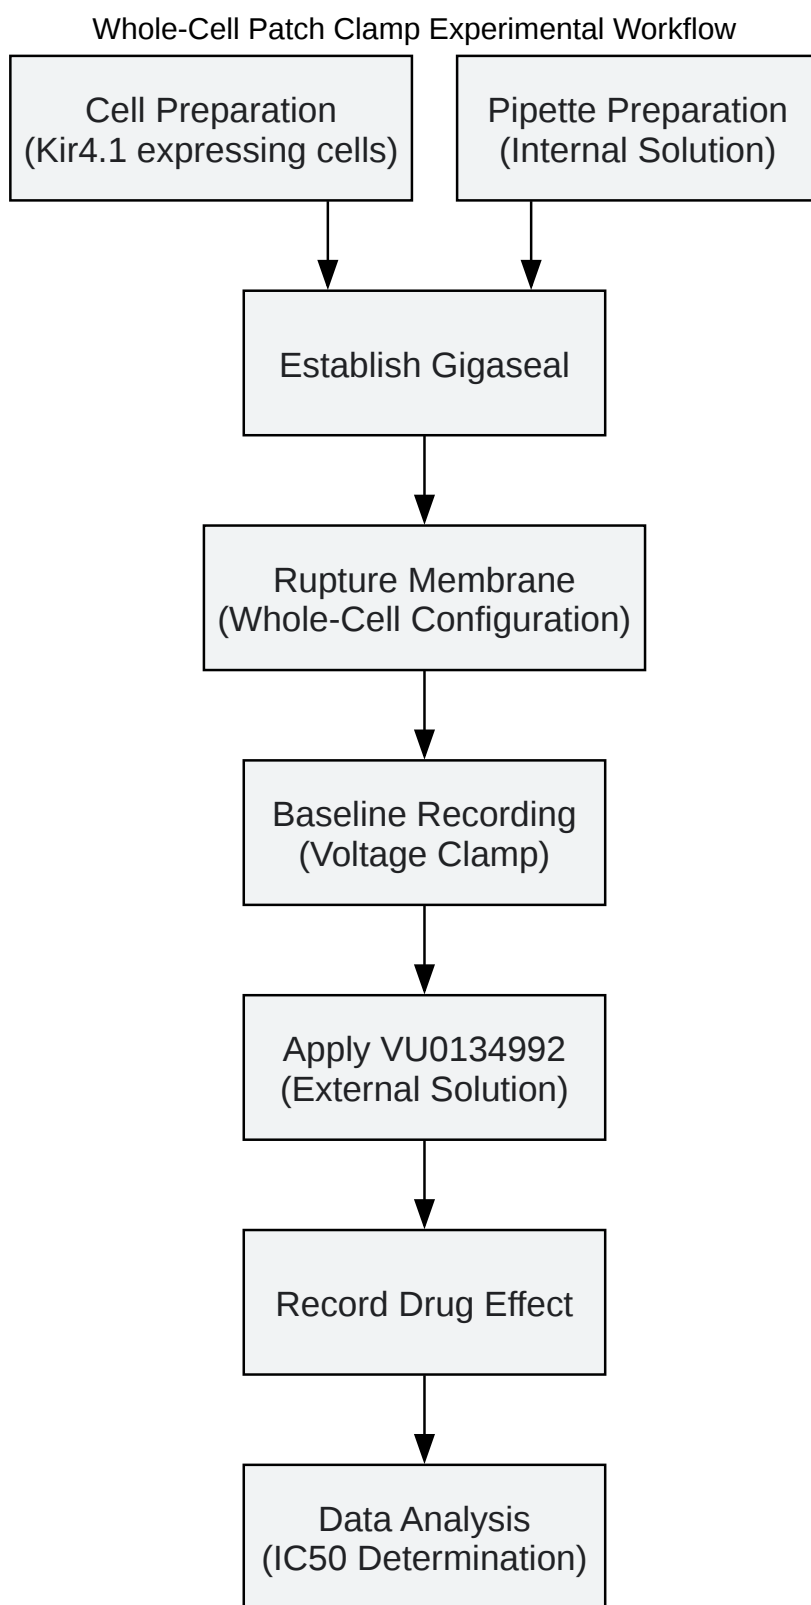 Whole-Cell Patch Clamp Experimental Workflow
Cell Preparation
(Kir4.1 expressing cells)
Pipette Preparation
(Internal Solution)
Establish Gigaseal
Rupture Membrane
(Whole-Cell Configuration)
Baseline Recording
(Voltage Clamp)
Apply VU0134992
(External Solution)
Record Drug Effect
Data Analysis
(IC50 Determination)